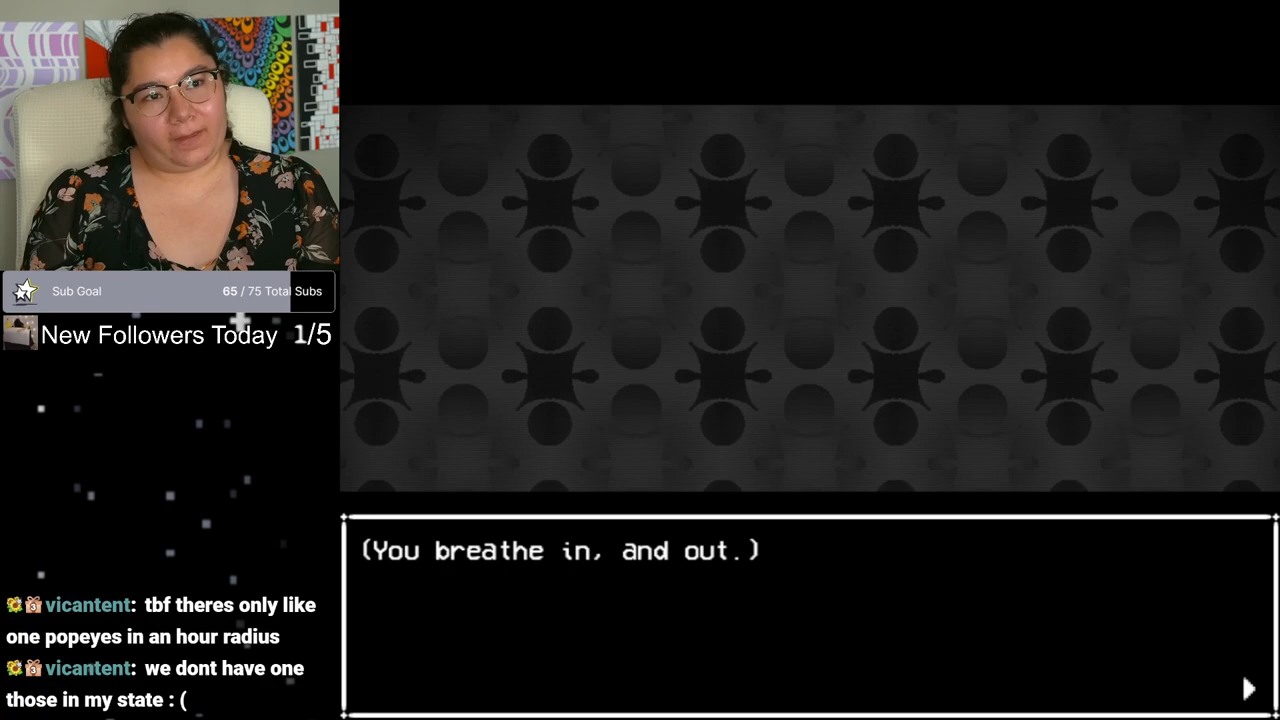 Sub Goal 65 / 75 Total Subs
New Followers Today 1/5
(You breathe in, and out.)
vicantent: tbf theres only like
one popeyes in an hour radius
vicantent: we dont have one
those in my state : (